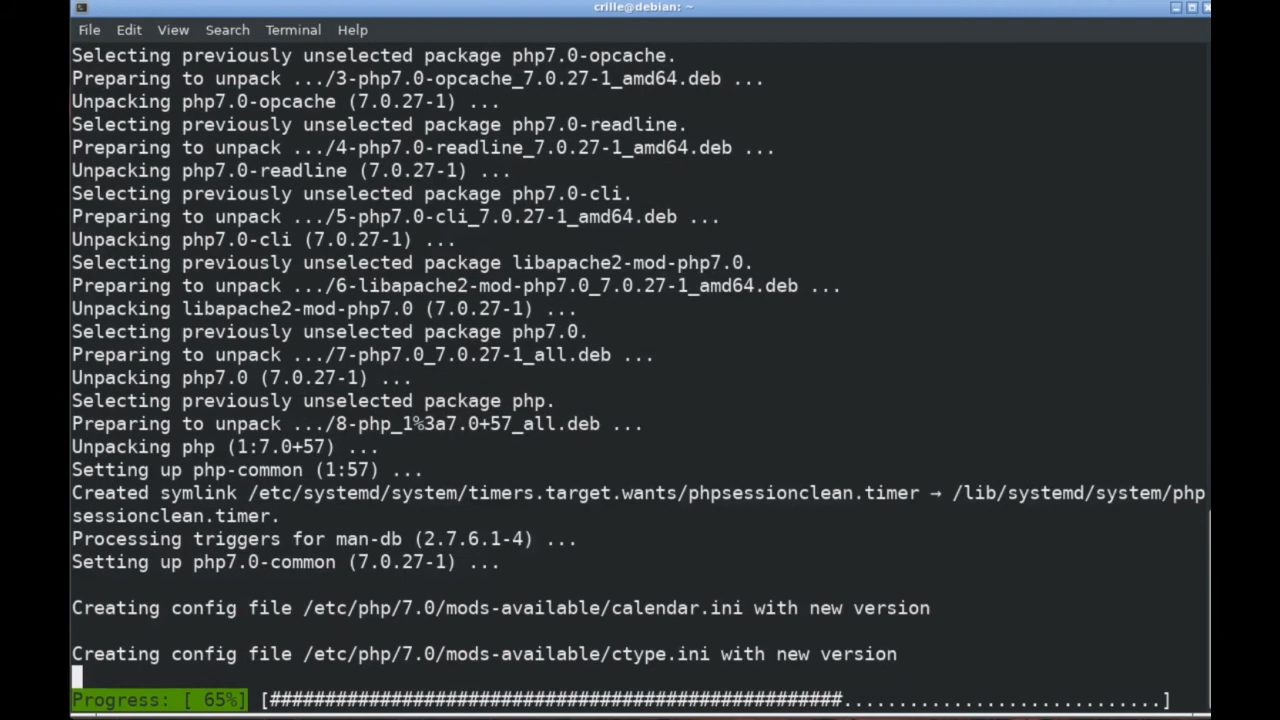 crille@debian: ~
File Edit View Search Terminal Help
Selecting previously unselected package php7.0-opcache.
Preparing to unpack .../3-php7.0-opcache_7.0.27-1_amd64.deb ...
Unpacking php7.0-opcache (7.0.27-1) ...
Selecting previously unselected package php7.0-readline.
Preparing to unpack .../4-php7.0-readline_7.0.27-1_amd64.deb ...
Unpacking php7.0-readline (7.0.27-1) ...
Selecting previously unselected package php7.0-cli.
Preparing to unpack .../5-php7.0-cli_7.0.27-1_amd64.deb ...
Unpacking php7.0-cli (7.0.27-1) ...
Selecting previously unselected package libapache2-mod-php7.0.
Preparing to unpack .../6-libapache2-mod-php7.0_7.0.27-1_amd64.deb ...
Unpacking libapache2-mod-php7.0 (7.0.27-1) ...
Selecting previously unselected package php7.0.
Preparing to unpack .../7-php7.0_7.0.27-1_all.deb ...
Unpacking php7.0 (7.0.27-1) ...
Selecting previously unselected package php.
Preparing to unpack .../8-php_1%3a7.0+57_all.deb ...
Unpacking php (1:7.0+57) ...
Setting up php-common (1:57) ...
Created symlink /etc/systemd/system/timers.target.wants/phpsessionclean.timer → /lib/systemd/system/php
sessionclean.timer.
Processing triggers for man-db (2.7.6.1-4) ...
Setting up php7.0-common (7.0.27-1) ...
Creating config file /etc/php/7.0/mods-available/calendar.ini with new version
Creating config file /etc/php/7.0/mods-available/ctype.ini with new version
Progress: [ 65%] [####################################################.............................]